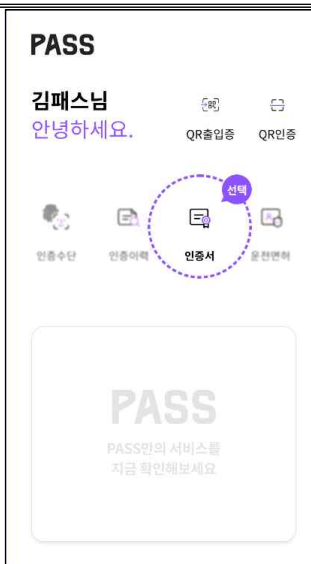 PASS
김패스님
안녕하세요.
QR출입증 QR인증
선택
인증수단 인증이력 인증서 운전면허
PASS
PASS만의 서비스를
지금 확인해보세요